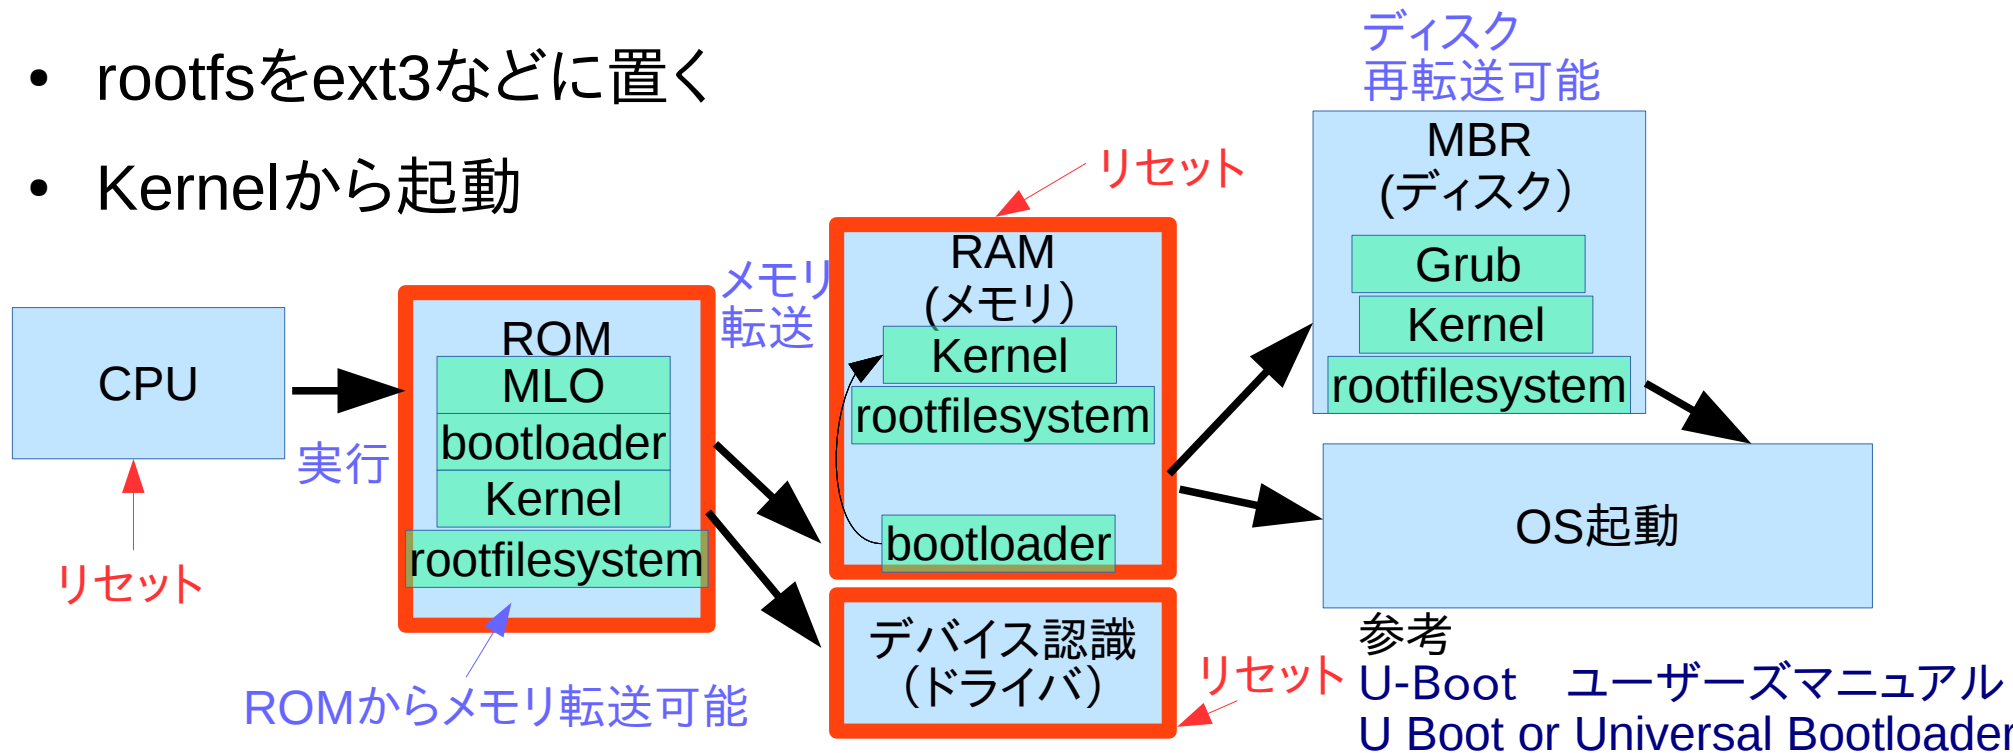 • rootfsをext3などに置く
• Kernelから起動
ディスク
再転送可能
MBR
(ディスク）
Grub
Kernel
rootfilesystem
リセット
RAM
(メモリ）
Kernel
rootfilesystem
bootloader
メモリ
転送
ROM
MLO
bootloader
Kernel
rootfilesystem
CPU
実行
リセット
ROMからメモリ転送可能
デバイス認識
（ドライバ）
リセット
OS起動
参考
U-Boot　ユーザーズマニュアル
U Boot or Universal Bootloader